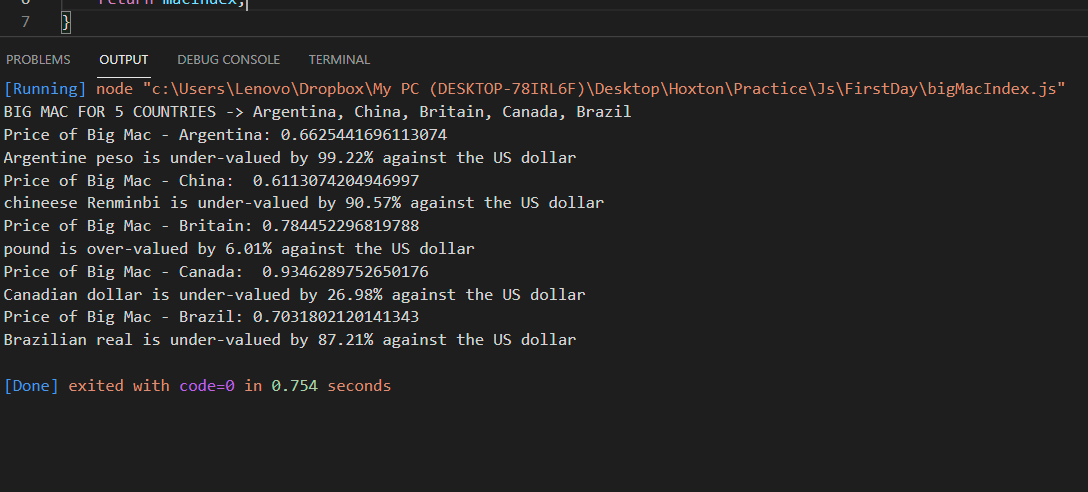 return macIndex;
7 }
PROBLEMS OUTPUT DEBUG CONSOLE TERMINAL
[Running] node "c:\Users\Lenovo\Dropbox\My PC (DESKTOP-78IRL6F)\Desktop\Hoxton\Practice\Js\FirstDay\bigMacIndex.js"
BIG MAC FOR 5 COUNTRIES -> Argentina, China, Britain, Canada, Brazil
Price of Big Mac - Argentina: 0.6625441696113074
Argentine peso is under-valued by 99.22% against the US dollar
Price of Big Mac - China:  0.6113074204946997
chineese Renminbi is under-valued by 90.57% against the US dollar
Price of Big Mac - Britain: 0.784452296819788
pound is over-valued by 6.01% against the US dollar
Price of Big Mac - Canada:  0.9346289752650176
Canadian dollar is under-valued by 26.98% against the US dollar
Price of Big Mac - Brazil: 0.7031802120141343
Brazilian real is under-valued by 87.21% against the US dollar
[Done] exited with code=0 in 0.754 seconds